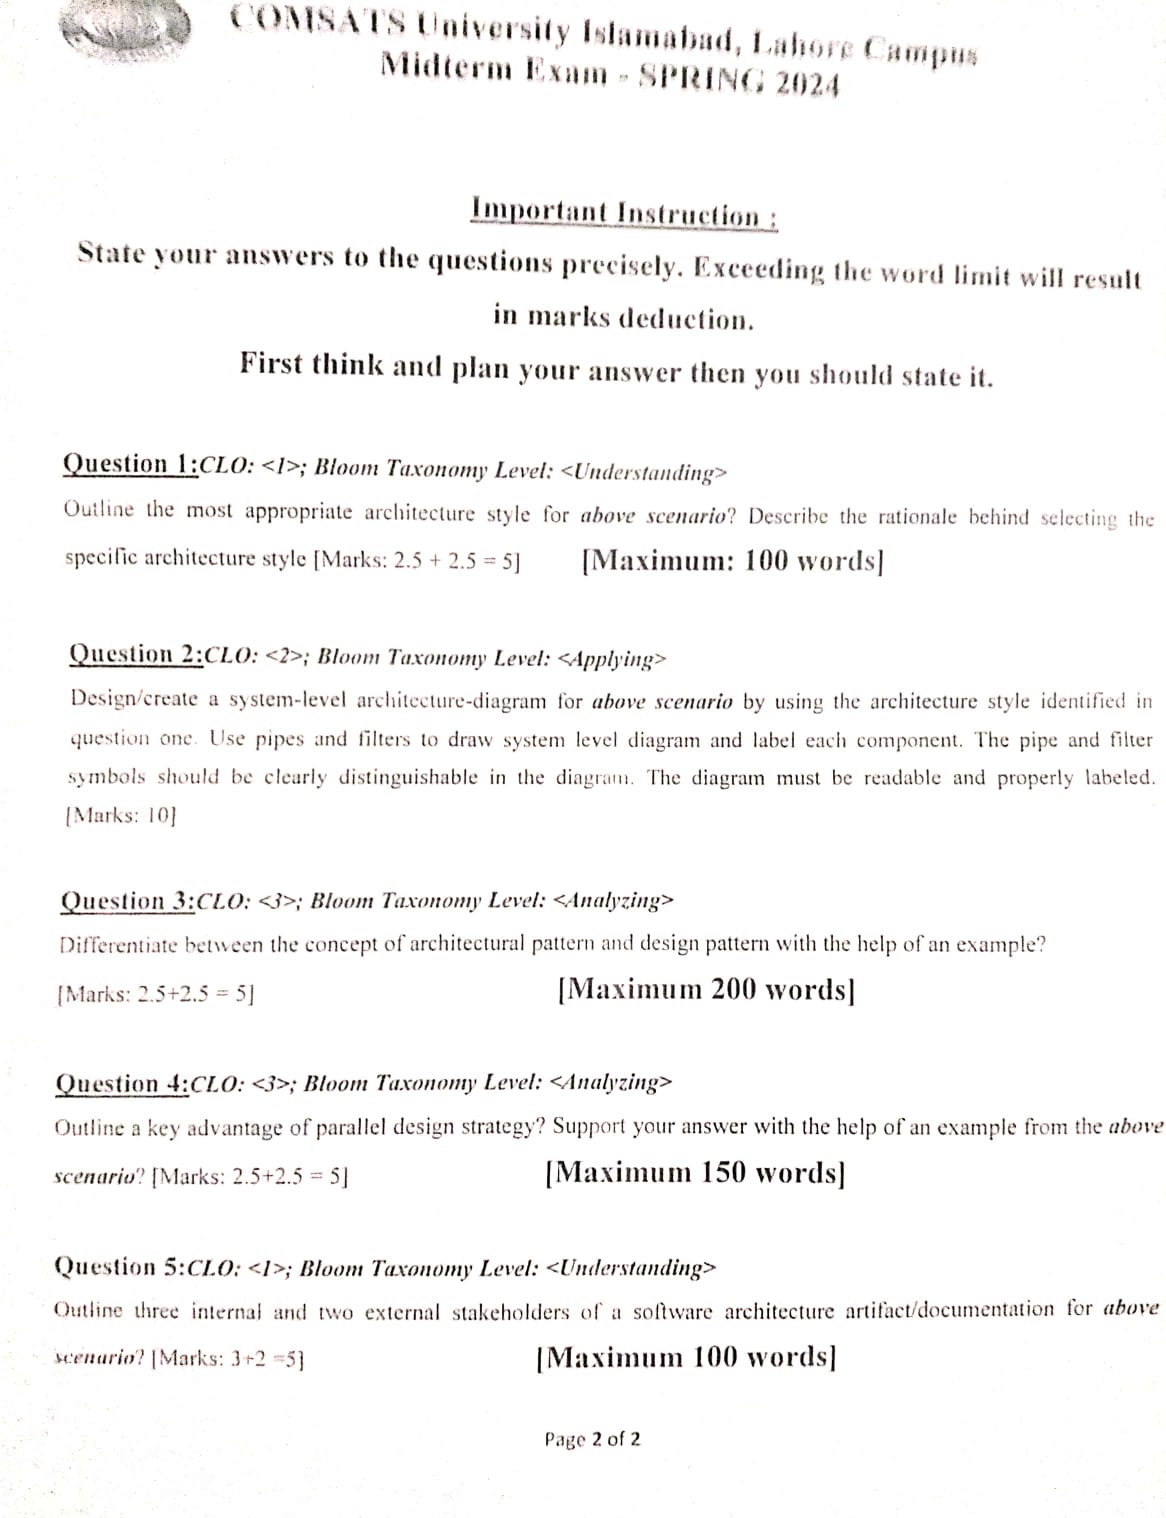 COMSATS University Islamabad, Lahore Campus
Midterm Exam - SPRING 2024
Important Instruction :
State your answers to the questions precisely. Exceeding the word limit will result
in marks deduction.
First think and plan your answer then you should state it.
Question 1:CLO: <1>; Bloom Taxonomy Level: <Understanding>
Outline the most appropriate architecture style for above scenario? Describe the rationale behind selecting the
specific architecture style [Marks: 2.5 + 2.5 = 5] [Maximum: 100 words]
Question 2:CLO: <2>; Bloom Taxonomy Level: <Applying>
Design/create a system-level architecture-diagram for above scenario by using the architecture style identified in
question one. Use pipes and filters to draw system level diagram and label each component. The pipe and filter
symbols should be clearly distinguishable in the diagram. The diagram must be readable and properly labeled.
[Marks: 10]
Question 3:CLO: <3>; Bloom Taxonomy Level: <Analyzing>
Differentiate between the concept of architectural pattern and design pattern with the help of an example?
[Marks: 2.5+2.5 = 5] [Maximum 200 words]
Question 4:CLO: <3>; Bloom Taxonomy Level: <Analyzing>
Outline a key advantage of parallel design strategy? Support your answer with the help of an example from the above
scenario? [Marks: 2.5+2.5 = 5] [Maximum 150 words]
Question 5:CLO: <1>; Bloom Taxonomy Level: <Understanding>
Outline three internal and two external stakeholders of a software architecture artifact/documentation for above
scenario? [Marks: 3+2 =5] [Maximum 100 words]
Page 2 of 2